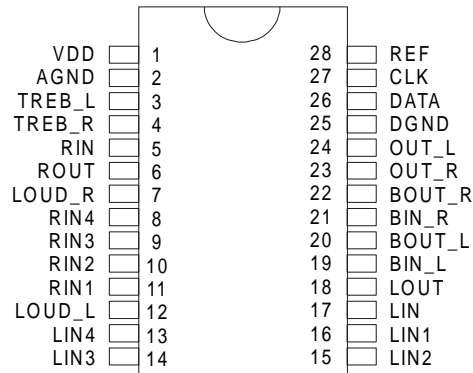 VDD 1 28 REF
AGND 2 27 CLK
TREB_L 3 26 DATA
TREB_R 4 25 DGND
RIN 5 24 OUT_L
ROUT 6 23 OUT_R
LOUD_R 7 22 BOUT_R
RIN4 8 21 BIN_R
RIN3 9 20 BOUT_L
RIN2 10 19 BIN_L
RIN1 11 18 LOUT
LOUD_L 12 17 LIN
LIN4 13 16 LIN1
LIN3 14 15 LIN2